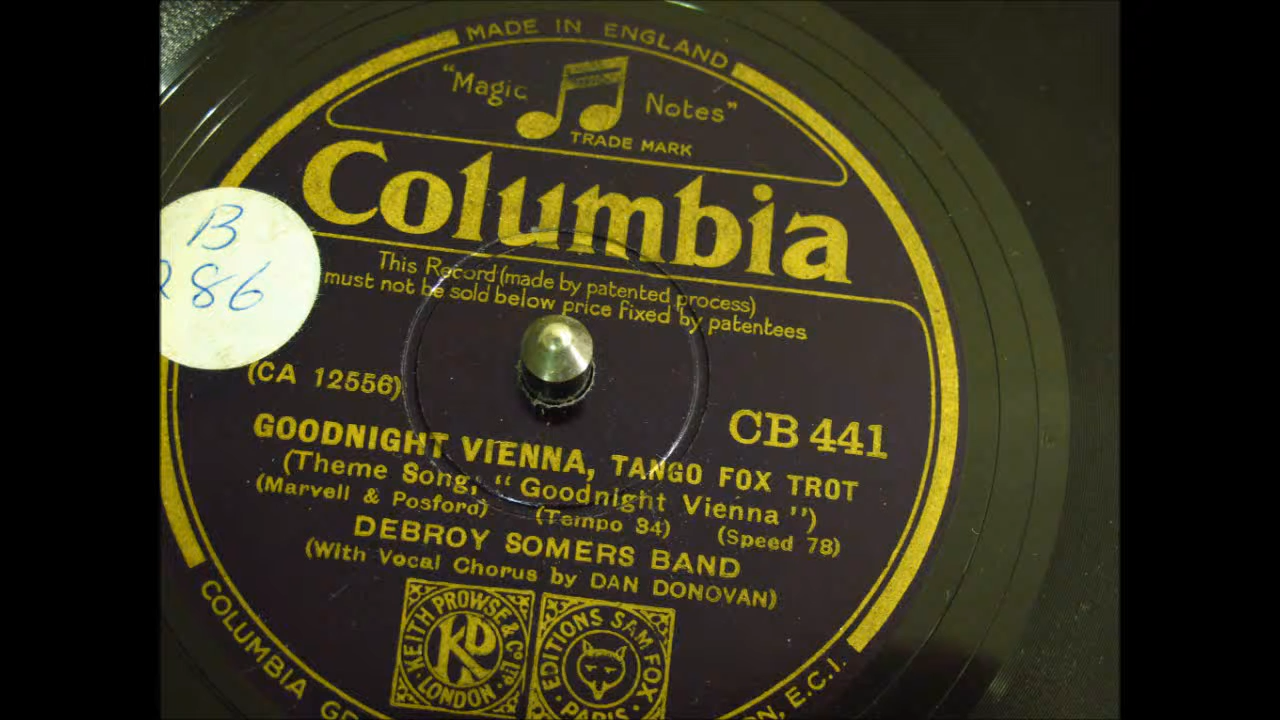 MADE IN ENGLAND
"Magic Notes"
TRADE MARK
Columbia
This Record (made by patented process)
must not be sold below price fixed by patentees
B
286
(CA 12556)
CB 441
GOODNIGHT VIENNA, TANGO FOX TROT
(Theme Song, "Goodnight Vienna")
(Marvell & Posford) (Tempo 34) (Speed 78)
DEBROY SOMERS BAND
(With Vocal Chorus by DAN DONOVAN)
KEITH PROWSE & Co Ltd
KP
LONDON
EDITIONS SAM FOX
PARIS
COLUMBIA
E.C.1.